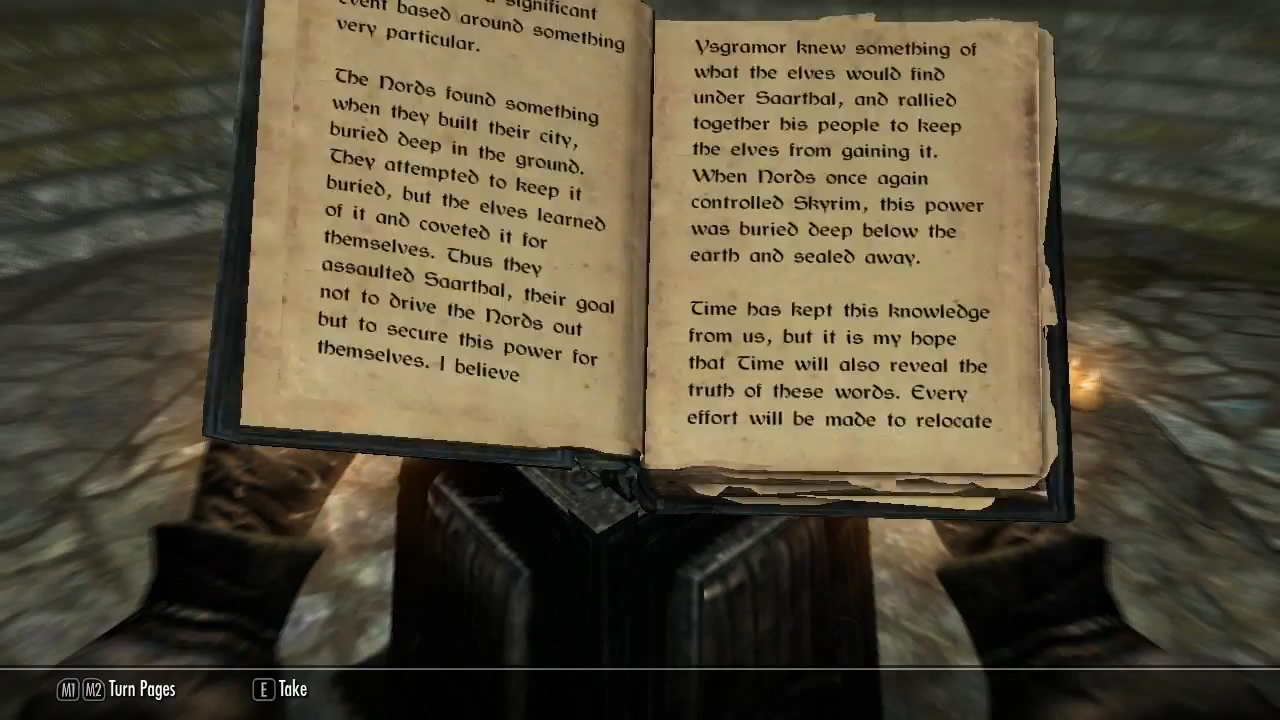 significant
event based around something
very particular.
The Nords found something
when they built their city,
buried deep in the ground.
They attempted to keep it
buried, but the elves learned
of it and coveted it for
themselves. Thus they
assaulted Saarthal, their goal
not to drive the Nords out
but to secure this power for
themselves. I believe
Ysgramor knew something of
what the elves would find
under Saarthal, and rallied
together his people to keep
the elves from gaining it.
When Nords once again
controlled Skyrim, this power
was buried deep below the
earth and sealed away.
Time has kept this knowledge
from us, but it is my hope
that Time will also reveal the
truth of these words. Every
effort will be made to relocate
M1 M2 Turn Pages
E Take